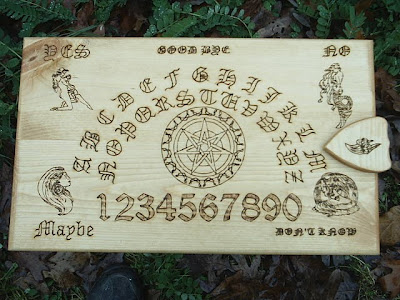 YES GOOD BYE NO
ABCDEFGHIJKLM
NOPQRSTUVWXYZ
1234567890
Maybe DON'T KNOW